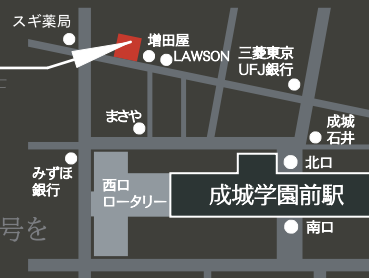 スギ薬局
増田屋
LAWSON
三菱東京
UFJ銀行
まさや
成城
石井
みずほ
銀行
西口
ロータリー
北口
成城学園前駅
南口
号を